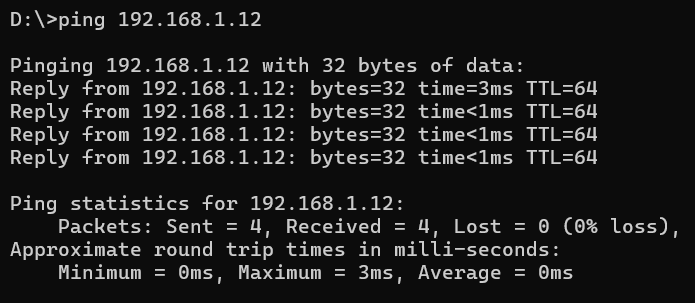 D:\>ping 192.168.1.12
Pinging 192.168.1.12 with 32 bytes of data:
Reply from 192.168.1.12: bytes=32 time=3ms TTL=64
Reply from 192.168.1.12: bytes=32 time<1ms TTL=64
Reply from 192.168.1.12: bytes=32 time<1ms TTL=64
Reply from 192.168.1.12: bytes=32 time<1ms TTL=64
Ping statistics for 192.168.1.12:
    Packets: Sent = 4, Received = 4, Lost = 0 (0% loss),
Approximate round trip times in milli-seconds:
    Minimum = 0ms, Maximum = 3ms, Average = 0ms